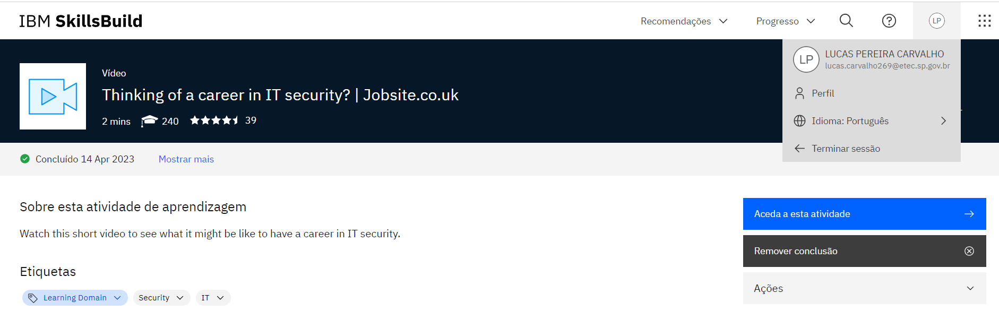 IBM SkillsBuild
Recomendações
Progresso
LP
LP
LUCAS PEREIRA CARVALHO
lucas.carvalho269@etec.sp.gov.br
Perfil
Idioma: Português
Terminar sessão
Vídeo
Thinking of a career in IT security? | Jobsite.co.uk
2 mins 240 39
Concluído 14 Apr 2023 Mostrar mais
Sobre esta atividade de aprendizagem
Watch this short video to see what it might be like to have a career in IT security.
Etiquetas
Learning Domain Security IT
Aceda a esta atividade
Remover conclusão
Ações